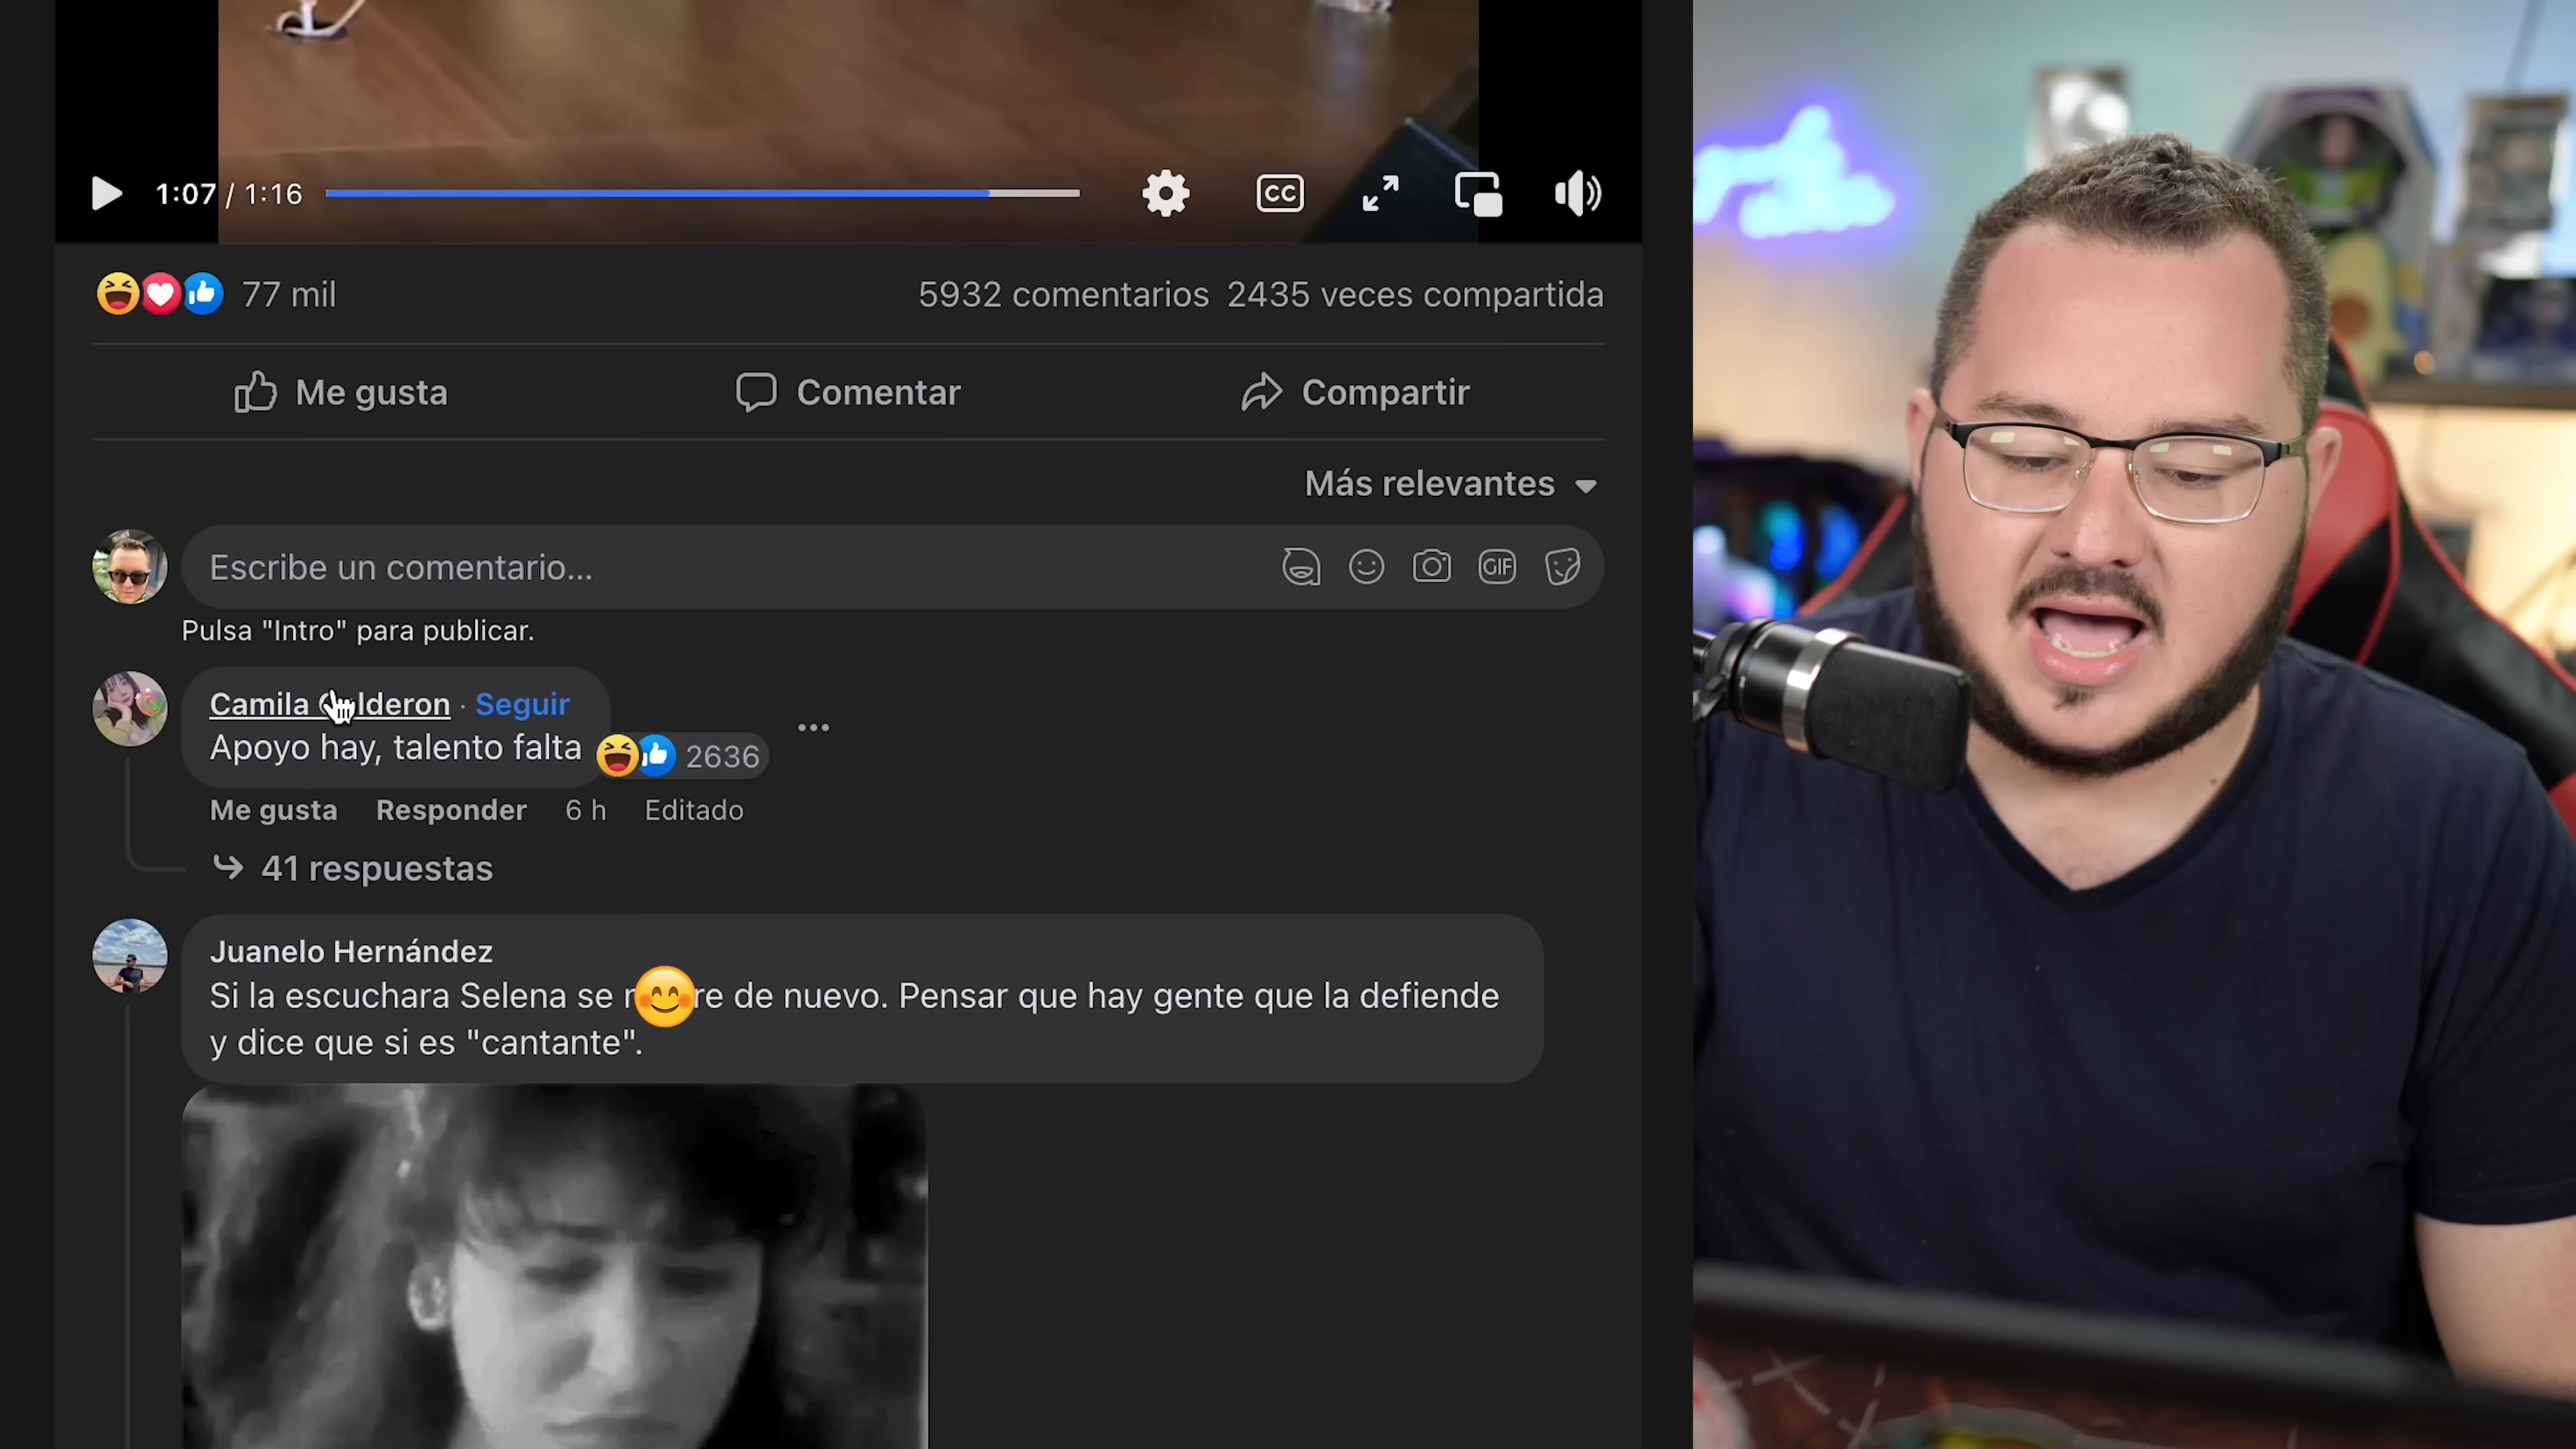 1:07 / 1:16
CC
77 mil
5932 comentarios 2435 veces compartida
Me gusta
Comentar
Compartir
Más relevantes
Escribe un comentario...
GIF
Pulsa "Intro" para publicar.
Camila · Seguir
Apoyo hay, talento falta
2636
Me gusta Responder 6 h Editado
41 respuestas
Juanelo Hernández
Si la escuchara Selena se de nuevo. Pensar que hay gente que la defiende
y dice que si es "cantante".